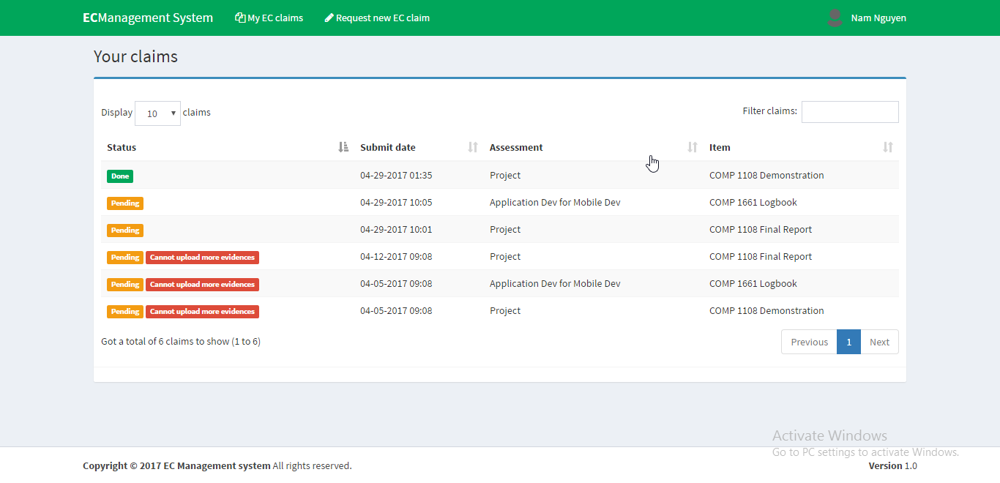 ECManagement System My EC claims Request new EC claim Nam Nguyen
Your claims
Display 10 claims Filter claims:
Status Submit date Assessment Item
Done 04-29-2017 01:35 Project COMP 1108 Demonstration
Pending 04-29-2017 10:05 Application Dev for Mobile Dev COMP 1661 Logbook
Pending 04-29-2017 10:01 Project COMP 1108 Final Report
Pending Cannot upload more evidences 04-12-2017 09:08 Project COMP 1108 Final Report
Pending Cannot upload more evidences 04-05-2017 09:08 Application Dev for Mobile Dev COMP 1661 Logbook
Pending Cannot upload more evidences 04-05-2017 09:08 Project COMP 1108 Demonstration
Got a total of 6 claims to show (1 to 6) Previous 1 Next
Activate Windows
Go to PC settings to activate Windows.
Copyright © 2017 EC Management system All rights reserved. Version 1.0